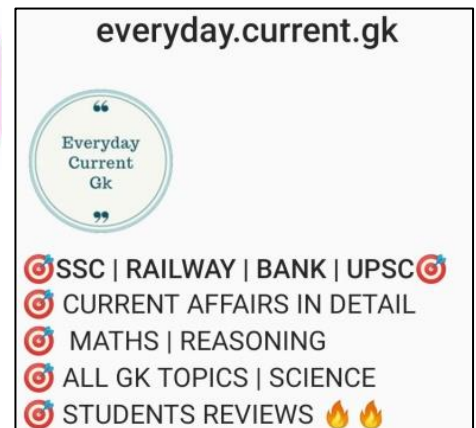 everyday.current.gk
“
Everyday
Current
Gk
”
🎯SSC | RAILWAY | BANK | UPSC🎯
🎯 CURRENT AFFAIRS IN DETAIL
🎯 MATHS | REASONING
🎯 ALL GK TOPICS | SCIENCE
🎯 STUDENTS REVIEWS 🔥 🔥